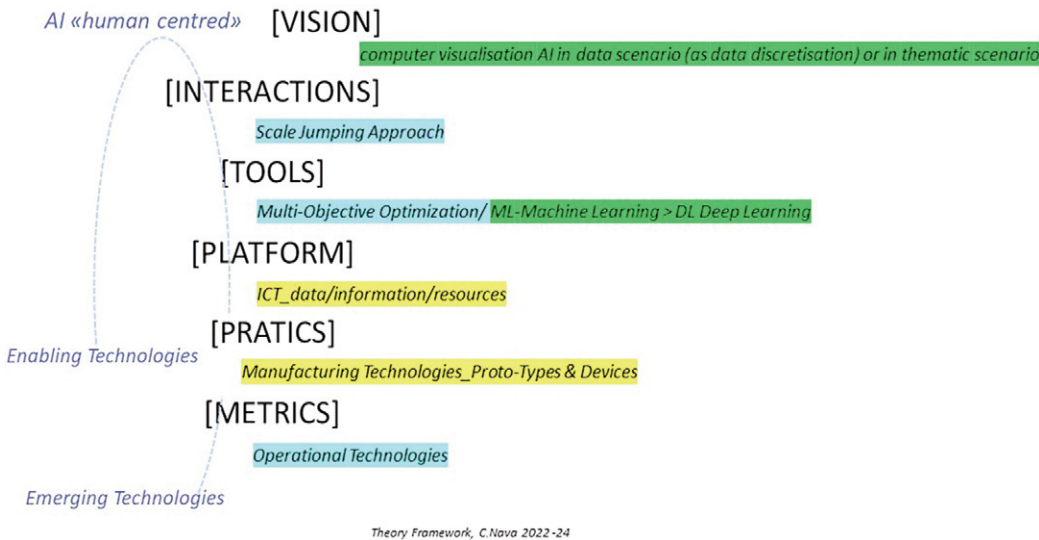 AI «human centred»
[VISION]
computer visualisation AI in data scenario (as data discretisation) or in thematic scenario
[INTERACTIONS]
Scale Jumping Approach
[TOOLS]
Multi-Objective Optimization/ ML-Machine Learning > DL Deep Learning
[PLATFORM]
ICT_data/information/resources
[PRATICS]
Enabling Technologies
Manufacturing Technologies_Proto-Types & Devices
[METRICS]
Operational Technologies
Emerging Technologies
Theory Framework, C.Nava 2022-24